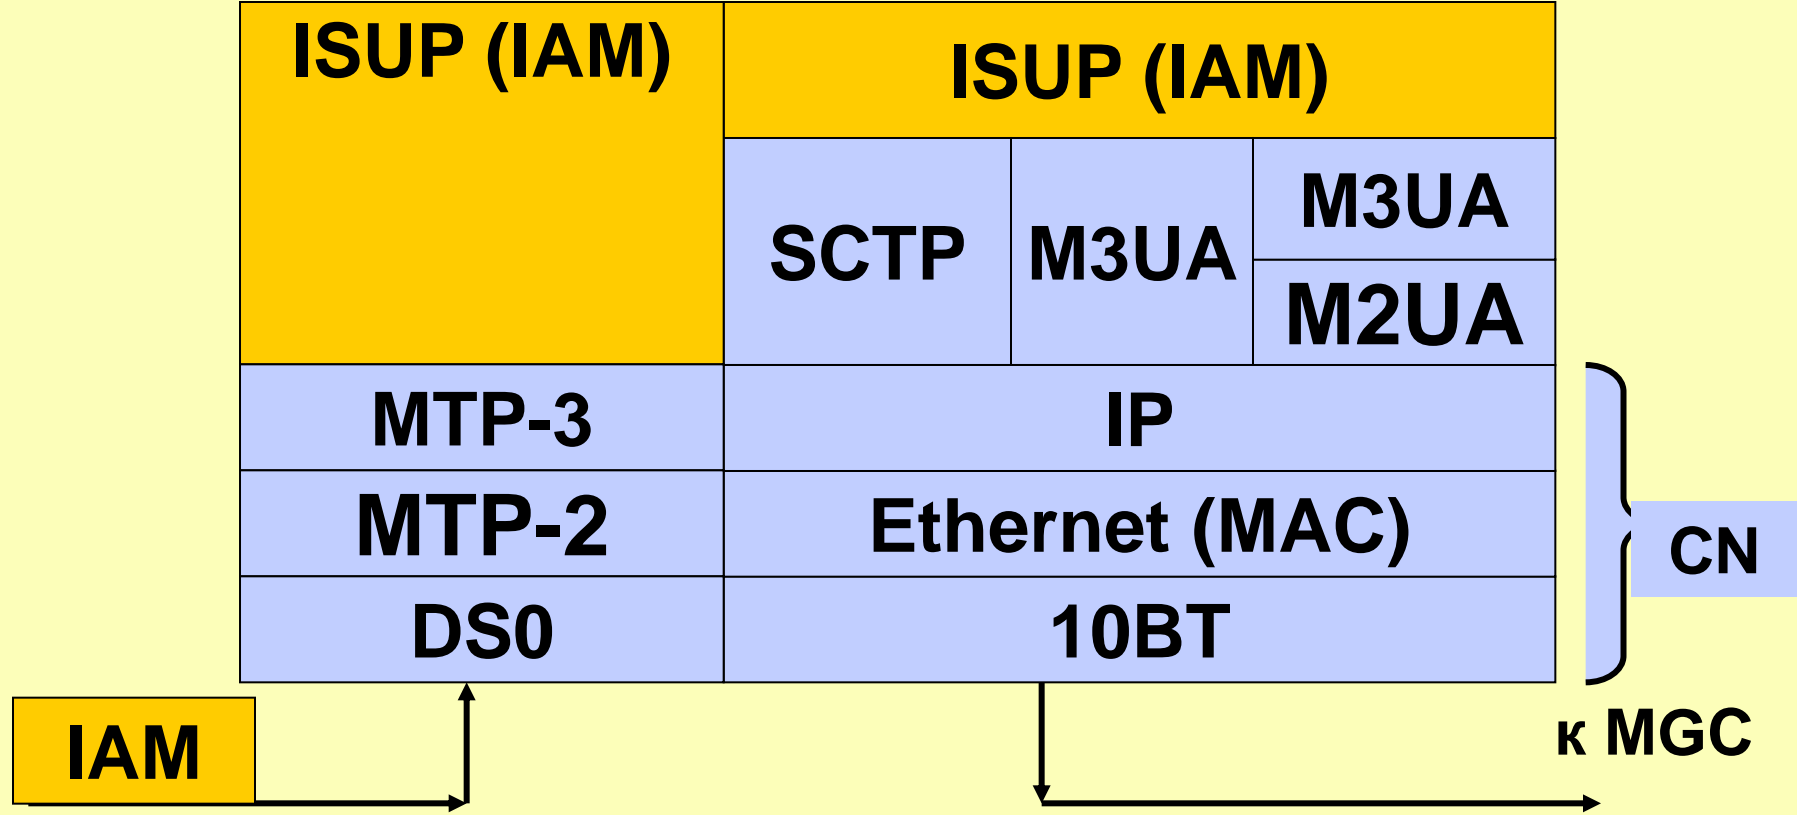 ISUP (IAM)
ISUP (IAM)
SCTP
M3UA
M3UA
M2UA
MTP-3
IP
MTP-2
Ethernet (MAC)
CN
DS0
10BT
IAM
к MGC